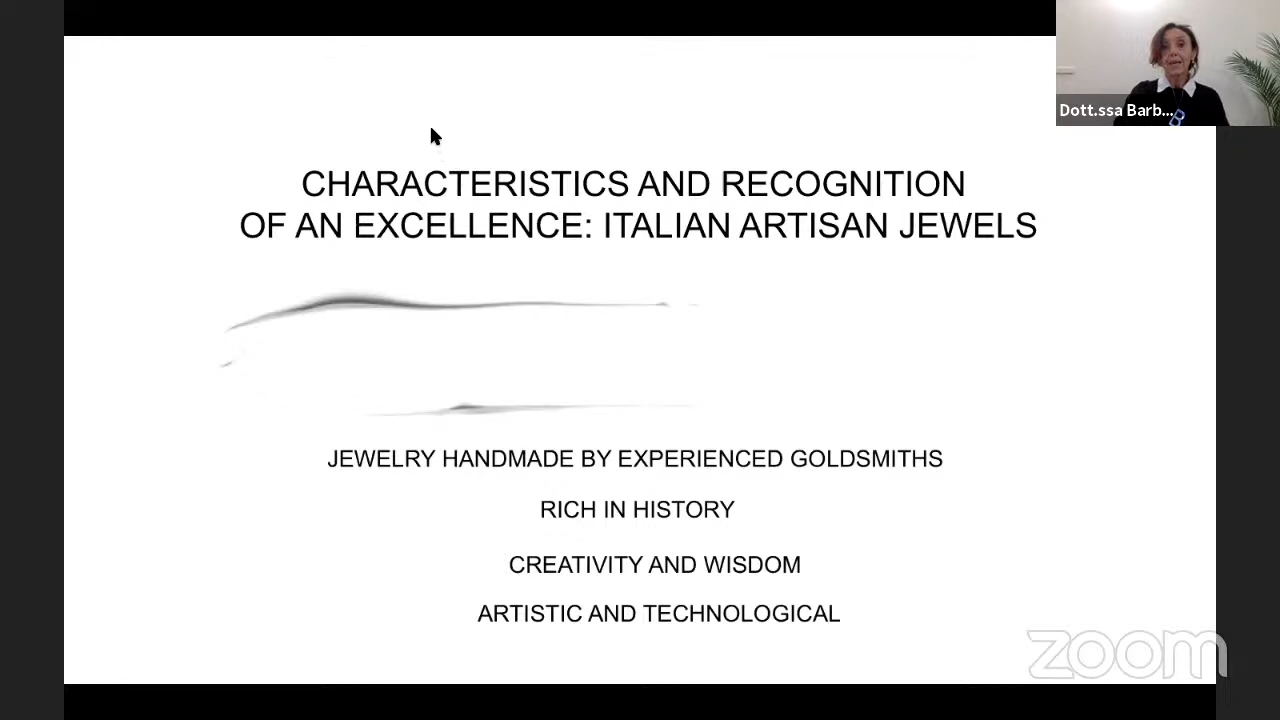 Dott.ssa Barb...
CHARACTERISTICS AND RECOGNITION
OF AN EXCELLENCE: ITALIAN ARTISAN JEWELS
JEWELRY HANDMADE BY EXPERIENCED GOLDSMITHS
RICH IN HISTORY
CREATIVITY AND WISDOM
ARTISTIC AND TECHNOLOGICAL
zoom